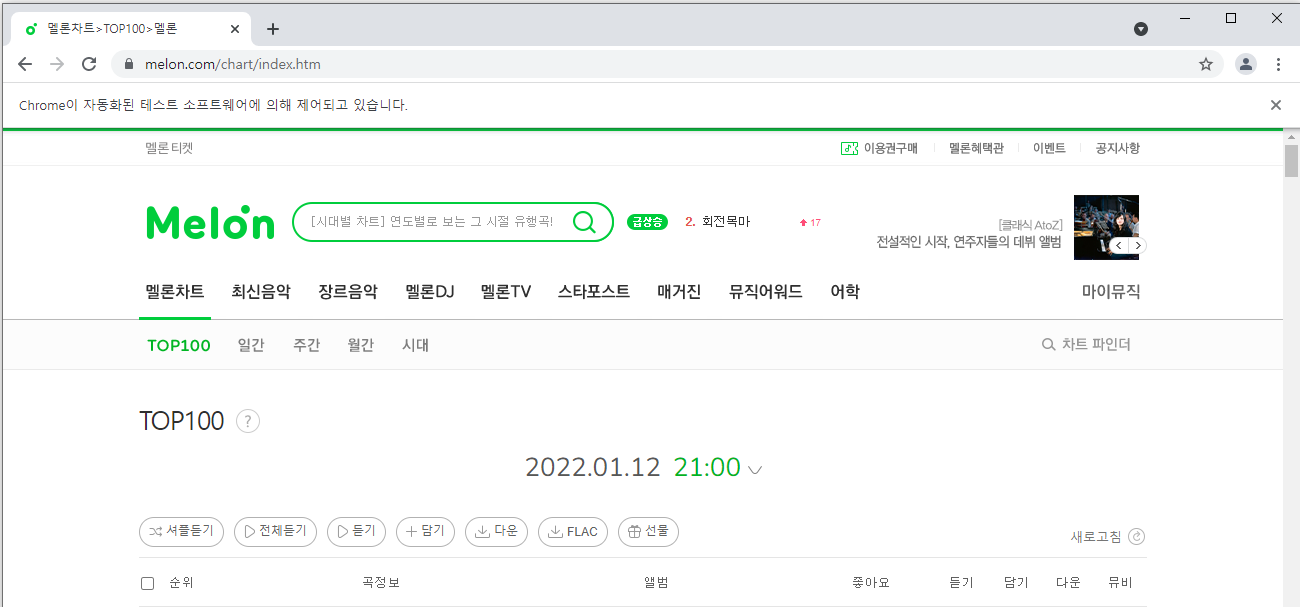 멜론차트>TOP100>멜론
melon.com/chart/index.htm
Chrome이 자동화된 테스트 소프트웨어에 의해 제어되고 있습니다.
멜론티켓
이용권구매 멜론혜택관 이벤트 공지사항
Melon [시대별 차트] 연도별로 보는 그 시절 유행곡! 급상승 2. 회전목마 17
[클래식 AtoZ]
전설적인 시작, 연주자들의 데뷔 앨범
멜론차트 최신음악 장르음악 멜론DJ 멜론TV 스타포스트 매거진 뮤직어워드 어학 마이뮤직
TOP100 일간 주간 월간 시대 차트 파인더
TOP100 ?
2022.01.12 21:00
셔플듣기 전체듣기 듣기 담기 다운 FLAC 선물
새로고침
순위 곡정보 앨범 좋아요 듣기 담기 다운 뮤비